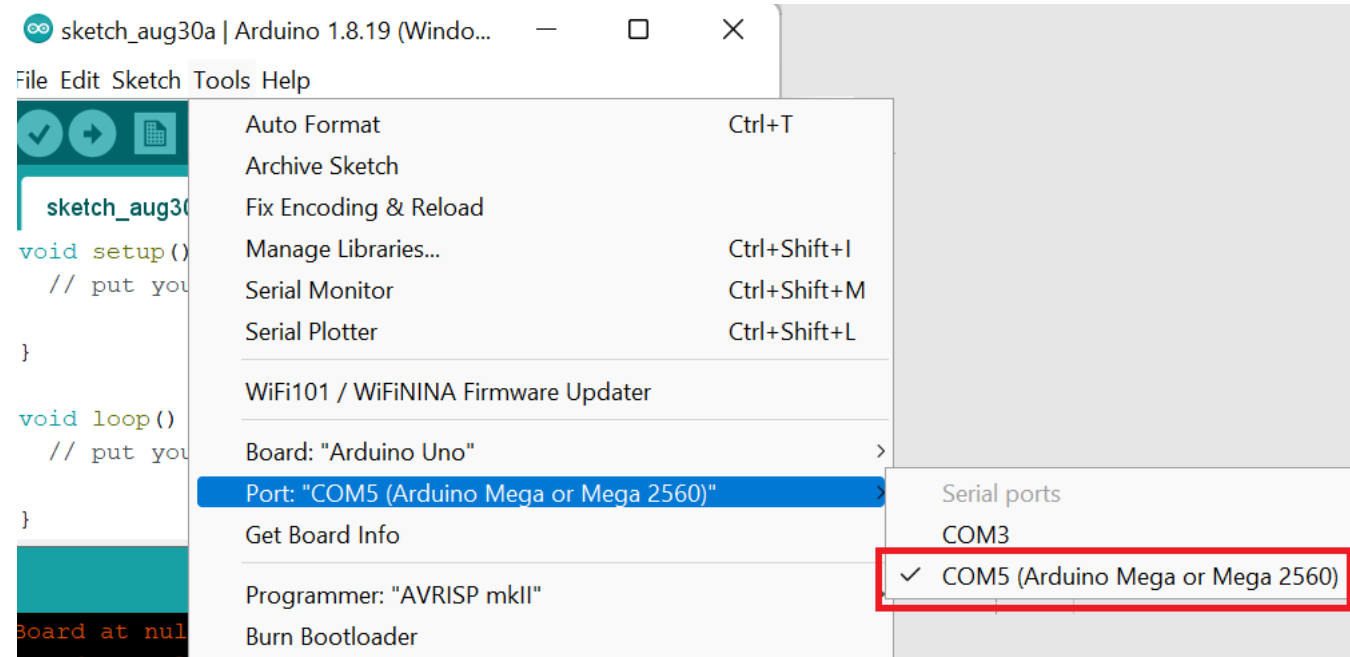 sketch_aug30a | Arduino 1.8.19 (Windo...
File Edit Sketch Tools Help
sketch_aug30
void setup()
// put you
}
void loop()
// put you
}
Board at nul
Auto Format Ctrl+T
Archive Sketch
Fix Encoding & Reload
Manage Libraries... Ctrl+Shift+I
Serial Monitor Ctrl+Shift+M
Serial Plotter Ctrl+Shift+L
WiFi101 / WiFiNINA Firmware Updater
Board: "Arduino Uno"
Port: "COM5 (Arduino Mega or Mega 2560)"
Get Board Info
Programmer: "AVRISP mkII"
Burn Bootloader
Serial ports
COM3
COM5 (Arduino Mega or Mega 2560)